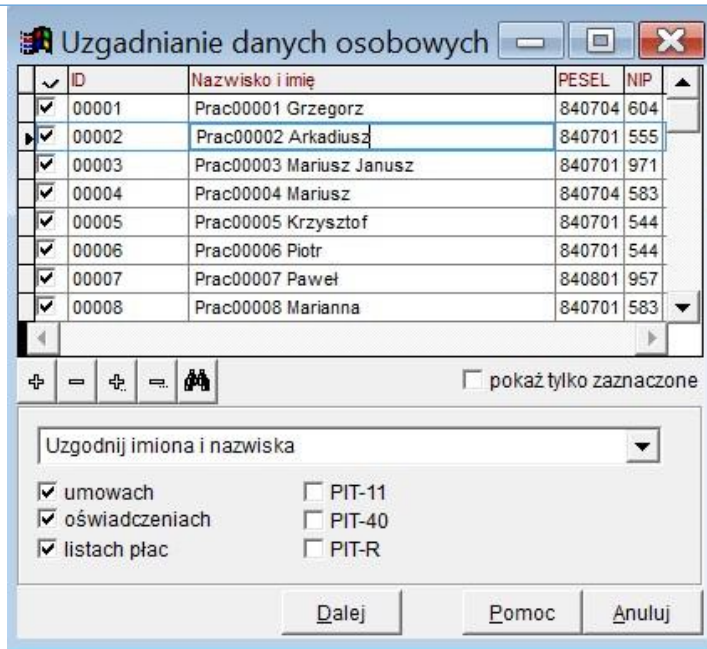 Uzgadnianie danych osobowych
ID Nazwisko i imię PESEL NIP
00001 Prac00001 Grzegorz 840704 604
00002 Prac00002 Arkadiusz 840701 555
00003 Prac00003 Mariusz Janusz 840701 971
00004 Prac00004 Mariusz 840704 583
00005 Prac00005 Krzysztof 840701 544
00006 Prac00006 Piotr 840701 544
00007 Prac00007 Paweł 840801 957
00008 Prac00008 Marianna 840701 583
pokaż tylko zaznaczone
Uzgodnij imiona i nazwiska
umowach PIT-11
oświadczeniach PIT-40
listach płac PIT-R
Dalej Pomoc Anuluj